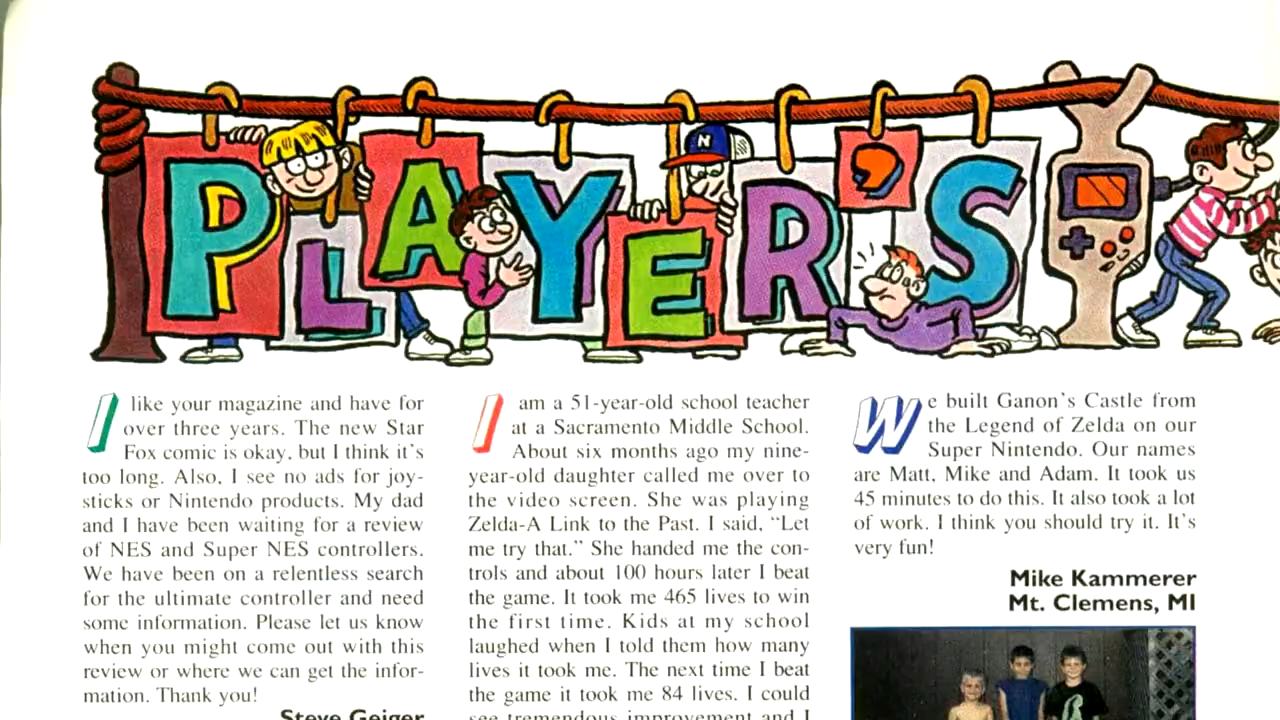 PLAYER'S
N
I like your magazine and have for
over three years. The new Star
Fox comic is okay, but I think it's
too long. Also, I see no ads for joy-
sticks or Nintendo products. My dad
and I have been waiting for a review
of NES and Super NES controllers.
We have been on a relentless search
for the ultimate controller and need
some information. Please let us know
when you might come out with this
review or where we can get the infor-
mation. Thank you!
Steve Geiger
I am a 51-year-old school teacher
at a Sacramento Middle School.
About six months ago my nine-
year-old daughter called me over to
the video screen. She was playing
Zelda-A Link to the Past. I said, “Let
me try that.” She handed me the con-
trols and about 100 hours later I beat
the game. It took me 465 lives to win
the first time. Kids at my school
laughed when I told them how many
lives it took me. The next time I beat
the game it took me 84 lives. I could
see tremendous improvement and I
We built Ganon's Castle from
the Legend of Zelda on our
Super Nintendo. Our names
are Matt, Mike and Adam. It took us
45 minutes to do this. It also took a lot
of work. I think you should try it. It's
very fun!
Mike Kammerer
Mt. Clemens, MI